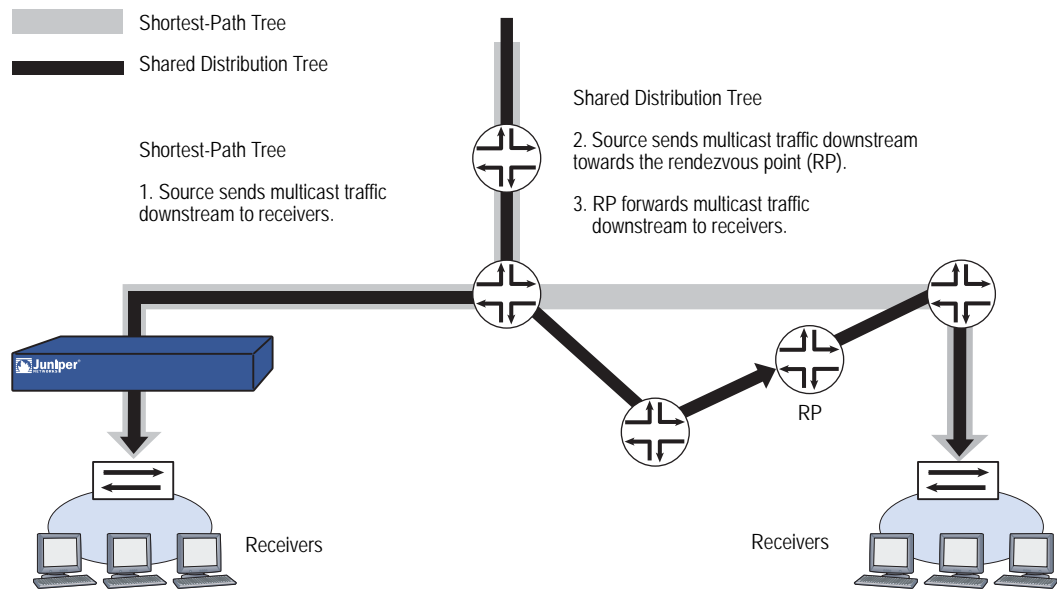 Shortest-Path Tree
Shared Distribution Tree
Shortest-Path Tree
1. Source sends multicast traffic
downstream to receivers.
Shared Distribution Tree
2. Source sends multicast traffic downstream
towards the rendezvous point (RP).
3. RP forwards multicast traffic
downstream to receivers.
Juniper
NETWORKS
RP
Receivers
Receivers